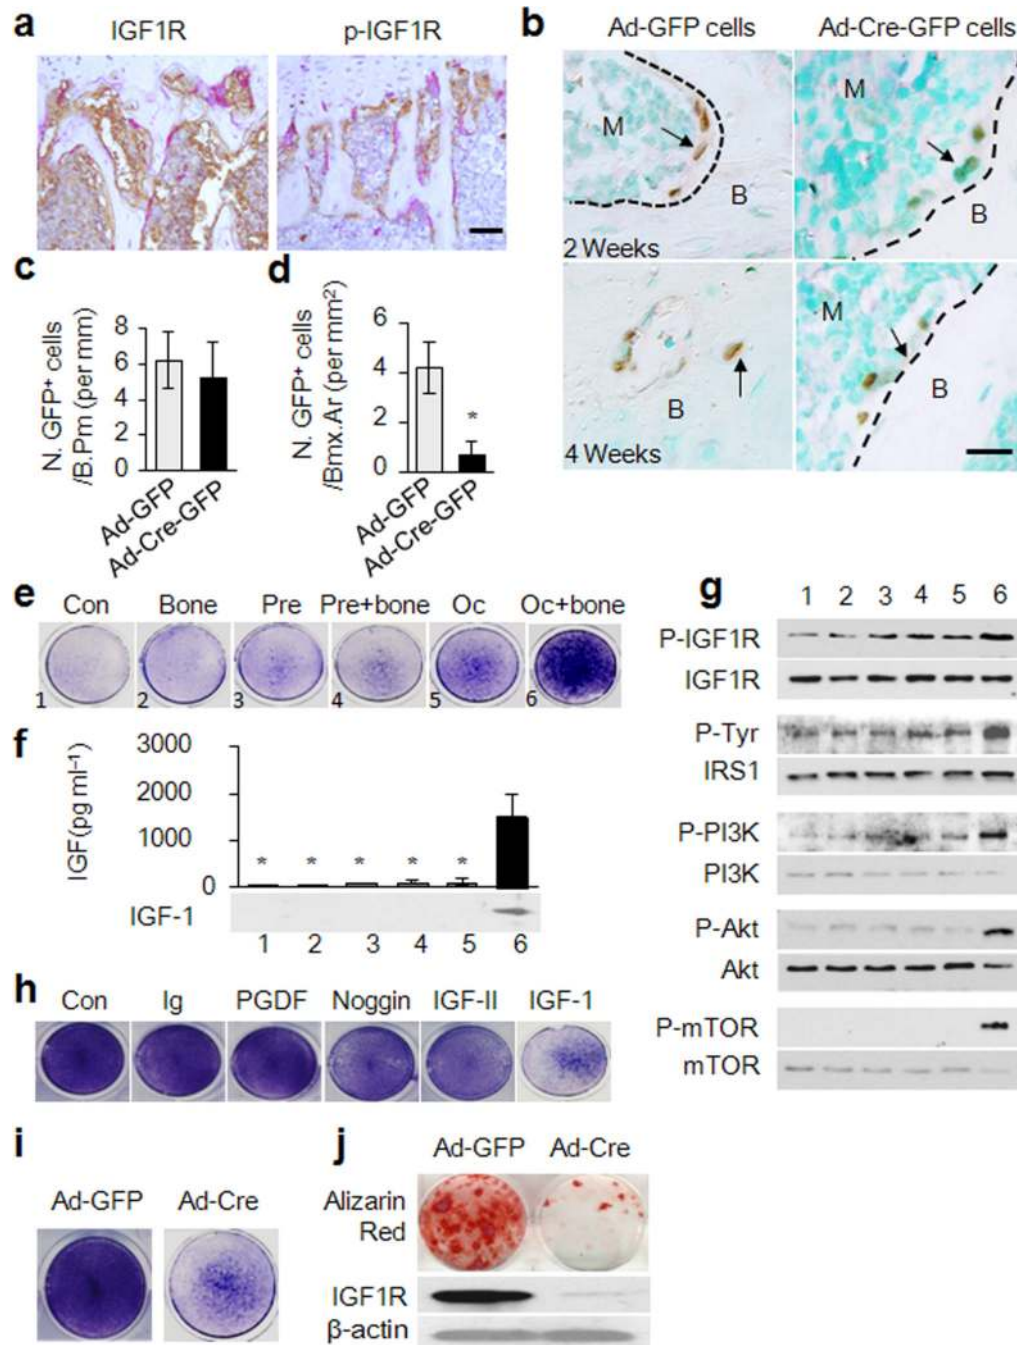 a
IGF1R
p-IGF1R
b
Ad-GFP cells
Ad-Cre-GFP cells
M
B
2 Weeks
M
B
B
4 Weeks
M
B
c
N. GFP+ cells
/B.Pm (per mm)
8
6
4
2
0
Ad-GFP
Ad-Cre-GFP
d
N. GFP+ cells
/Bmx.Ar (per mm²)
6
4
2
0
*
Ad-GFP
Ad-Cre-GFP
e
Con Bone Pre Pre+bone Oc Oc+bone
1 2 3 4 5 6
f
IGF(pg ml⁻¹)
3000
2000
1000
0
* * * * *
IGF-1
1 2 3 4 5 6
g
1 2 3 4 5 6
P-IGF1R
IGF1R
P-Tyr
IRS1
P-PI3K
PI3K
P-Akt
Akt
P-mTOR
mTOR
h
Con Ig PGDF Noggin IGF-II IGF-1
i
Ad-GFP Ad-Cre
j
Ad-GFP Ad-Cre
Alizarin
Red
IGF1R
β-actin